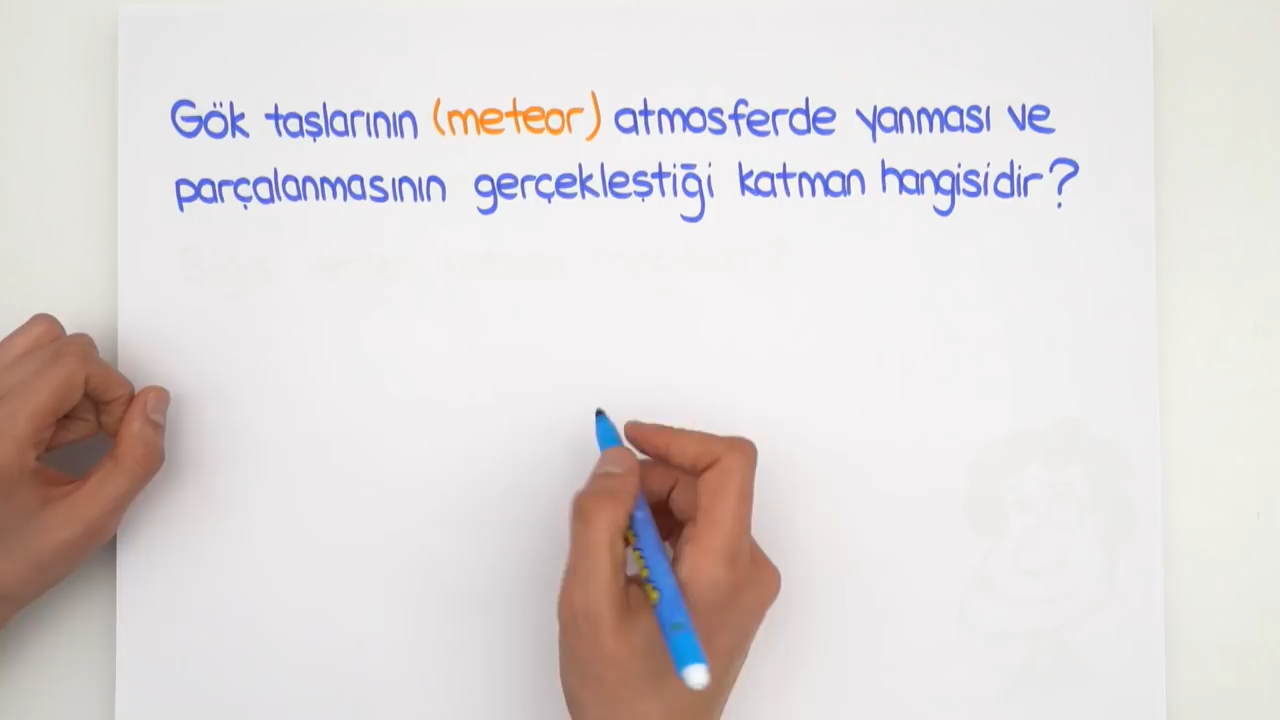 Gök taşlarının (meteor) atmosferde yanması ve
parçalanmasının gerçekleştiği katman hangisidir?